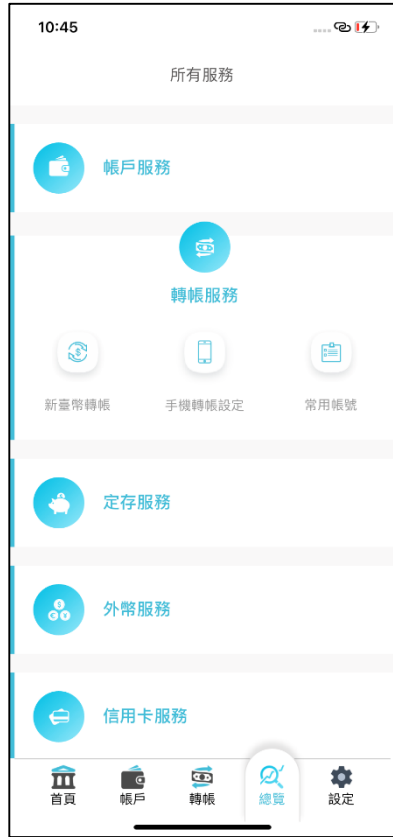 10:45
所有服務
帳戶服務
轉帳服務
新臺幣轉帳 手機轉帳設定 常用帳號
定存服務
外幣服務
信用卡服務
首頁 帳戶 轉帳 總覽 設定